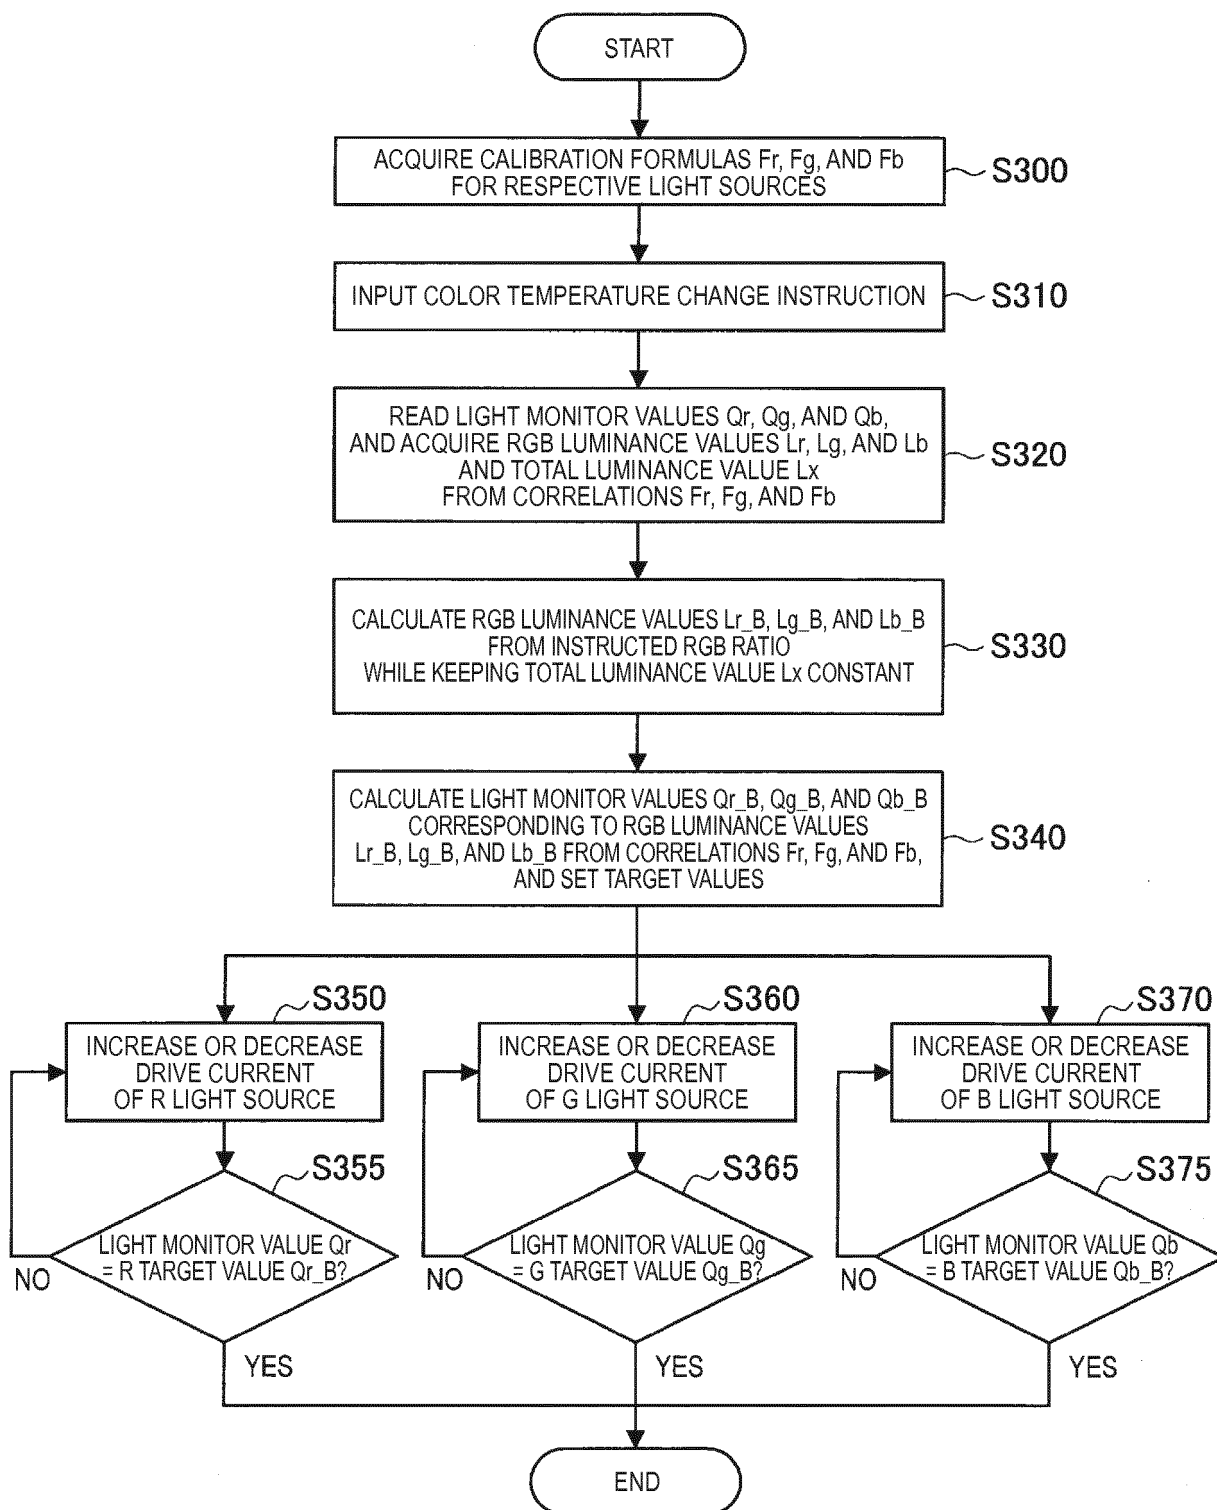 START
ACQUIRE CALIBRATION FORMULAS Fr, Fg, AND Fb
FOR RESPECTIVE LIGHT SOURCES
S300
INPUT COLOR TEMPERATURE CHANGE INSTRUCTION
S310
READ LIGHT MONITOR VALUES Qr, Qg, AND Qb,
AND ACQUIRE RGB LUMINANCE VALUES Lr, Lg, AND Lb
AND TOTAL LUMINANCE VALUE Lx
FROM CORRELATIONS Fr, Fg, AND Fb
S320
CALCULATE RGB LUMINANCE VALUES Lr_B, Lg_B, AND Lb_B
FROM INSTRUCTED RGB RATIO
WHILE KEEPING TOTAL LUMINANCE VALUE Lx CONSTANT
S330
CALCULATE LIGHT MONITOR VALUES Qr_B, Qg_B, AND Qb_B
CORRESPONDING TO RGB LUMINANCE VALUES
Lr_B, Lg_B, AND Lb_B FROM CORRELATIONS Fr, Fg, AND Fb,
AND SET TARGET VALUES
S340
S350
INCREASE OR DECREASE
DRIVE CURRENT
OF R LIGHT SOURCE
S360
INCREASE OR DECREASE
DRIVE CURRENT
OF G LIGHT SOURCE
S370
INCREASE OR DECREASE
DRIVE CURRENT
OF B LIGHT SOURCE
S355
LIGHT MONITOR VALUE Qr
= R TARGET VALUE Qr_B?
NO
YES
S365
LIGHT MONITOR VALUE Qg
= G TARGET VALUE Qg_B?
NO
YES
S375
LIGHT MONITOR VALUE Qb
= B TARGET VALUE Qb_B?
NO
YES
END